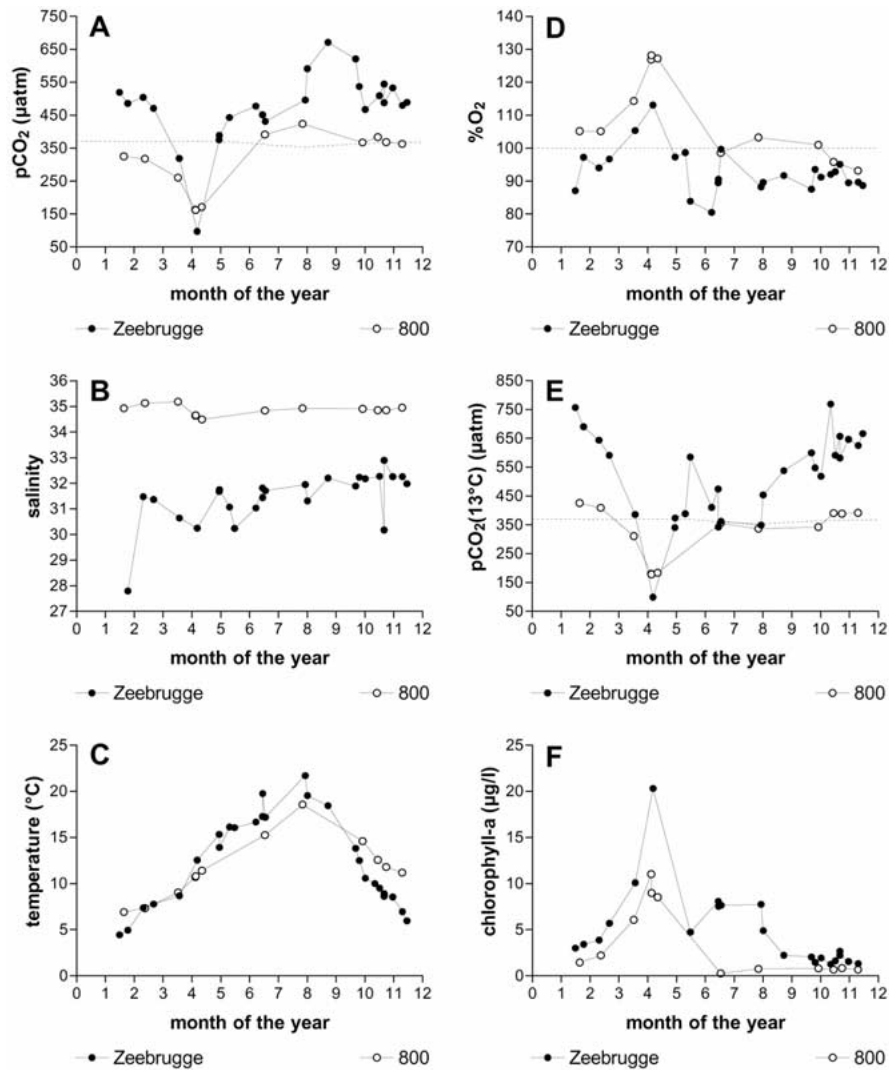 A
pCO₂ (µatm)
750
650
550
450
350
250
150
50
0 1 2 3 4 5 6 7 8 9 10 11 12
month of the year
Zeebrugge 800
D
%O₂
140
130
120
110
100
90
80
70
0 1 2 3 4 5 6 7 8 9 10 11 12
month of the year
Zeebrugge 800
B
salinity
36
35
34
33
32
31
30
29
28
27
0 1 2 3 4 5 6 7 8 9 10 11 12
month of the year
Zeebrugge 800
E
pCO₂(13°C) (µatm)
850
750
650
550
450
350
250
150
50
0 1 2 3 4 5 6 7 8 9 10 11 12
month of the year
Zeebrugge 800
C
temperature (°C)
25
20
15
10
5
0
0 1 2 3 4 5 6 7 8 9 10 11 12
month of the year
Zeebrugge 800
F
chlorophyll-a (µg/l)
25
20
15
10
5
0
0 1 2 3 4 5 6 7 8 9 10 11 12
month of the year
Zeebrugge 800